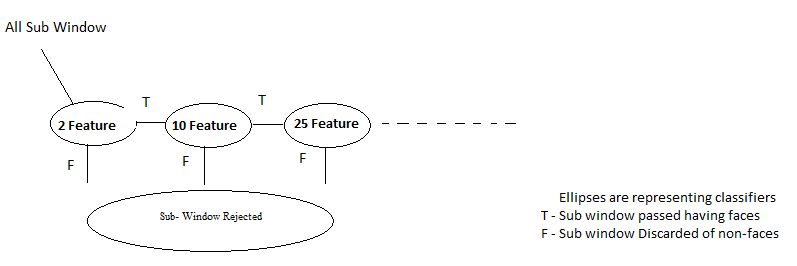 All Sub Window
T
T
2 Feature
10 Feature
25 Feature
F
F
F
Sub- Window Rejected
Ellipses are representing classifiers
T - Sub window passed having faces
F - Sub window Discarded of non-faces